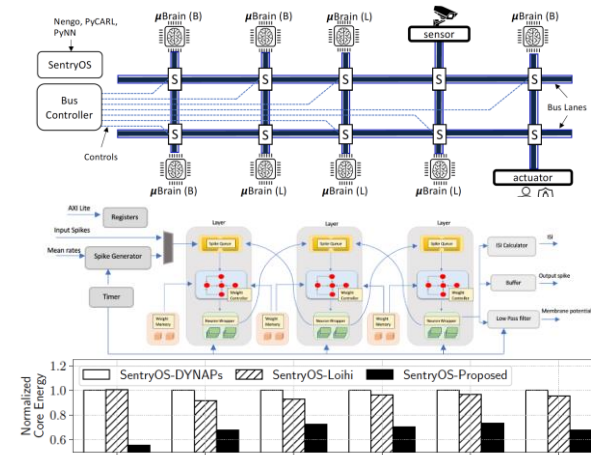 Nengo, PyCARL,
PyNN
SentryOS
Bus
Controller
Controls
μBrain (B)
μBrain (B)
μBrain (L)
sensor
μBrain (B)
S
S
S
S
S
Bus Lanes
S
S
S
S
S
μBrain (B)
μBrain (L)
μBrain (L)
μBrain (L)
actuator
AXI Lite
Registers
Input Spikes
Mean rates
Spike Generator
Timer
Layer
Layer
Layer
Spike Queue
Spike Queue
Spike Queue
Weight
Controller
Weight
Controller
Weight
Controller
Weight
Memory
Weight
Memory
Weight
Memory
Neuron Wrapper
Neuron Wrapper
Neuron Wrapper
ISI Calculator
ISI
Buffer
Output spike
Low Pass filter
Membrane potential
Normalized
Core Energy
1.2
1.0
0.8
0.6
SentryOS-DYNAPs
SentryOS-Loihi
SentryOS-Proposed